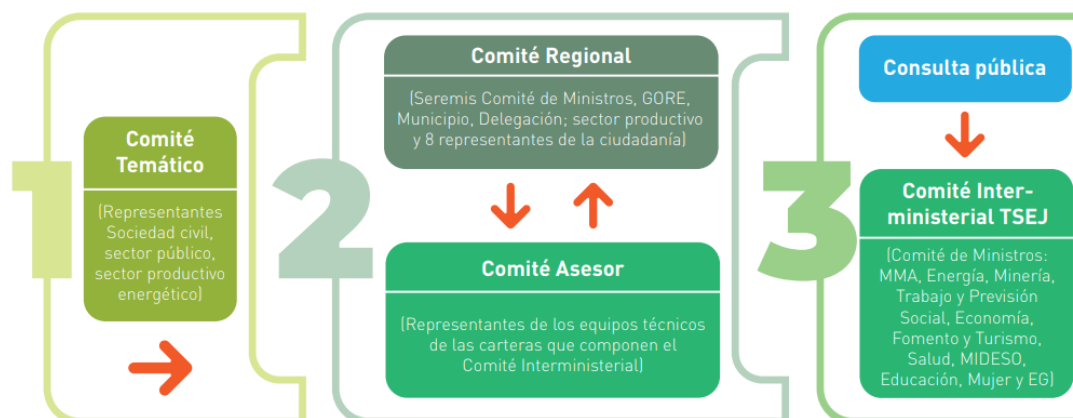 1
Comité
Temático
(Representantes
Sociedad civil,
sector público,
sector productivo
energético)
2
Comité Regional
(Seremis Comité de Ministros, GORE,
Municipio, Delegación; sector productivo
y 8 representantes de la ciudadanía)
Comité Asesor
(Representantes de los equipos técnicos
de las carteras que componen el
Comité Interministerial)
3
Consulta pública
Comité Inter-
ministerial TSEJ
(Comité de Ministros:
MMA, Energía, Minería,
Trabajo y Previsión
Social, Economía,
Fomento y Turismo,
Salud, MIDESO,
Educación, Mujer y EG)